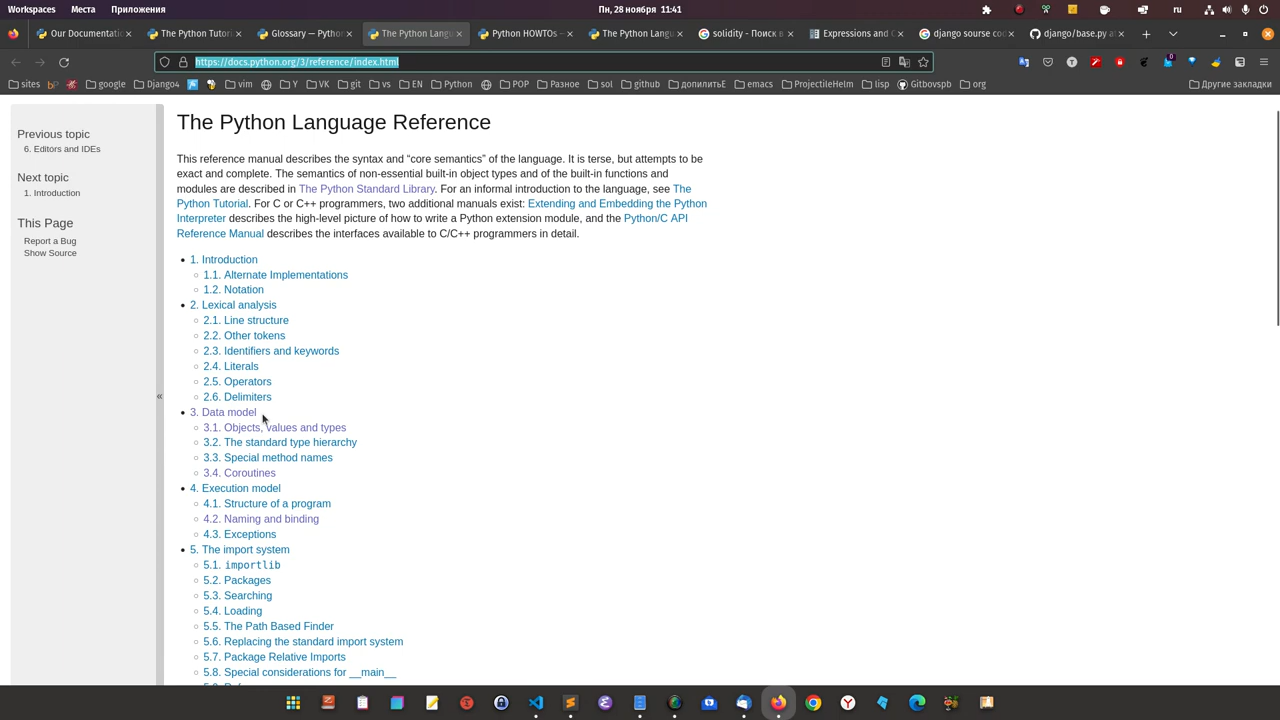 Workspaces Места Приложения Пн, 28 ноября 11:41 ru
Our Documentatio The Python Tutori Glossary — Python The Python Langu Python HOWTOs — The Python Langu solidity - Поиск в Expressions and C django sourse cod django/base.py at
https://docs.python.org/3/reference/index.html
sites google Django4 vim Y VK git vs EN Python POP Разное sol github допилитьЕ emacs ProjectileHelm lisp Gitbovspb org Другие закладки
The Python Language Reference
Previous topic
6. Editors and IDEs
Next topic
1. Introduction
This Page
Report a Bug
Show Source
«
This reference manual describes the syntax and “core semantics” of the language. It is terse, but attempts to be
exact and complete. The semantics of non-essential built-in object types and of the built-in functions and
modules are described in The Python Standard Library. For an informal introduction to the language, see The
Python Tutorial. For C or C++ programmers, two additional manuals exist: Extending and Embedding the Python
Interpreter describes the high-level picture of how to write a Python extension module, and the Python/C API
Reference Manual describes the interfaces available to C/C++ programmers in detail.
1. Introduction
1.1. Alternate Implementations
1.2. Notation
2. Lexical analysis
2.1. Line structure
2.2. Other tokens
2.3. Identifiers and keywords
2.4. Literals
2.5. Operators
2.6. Delimiters
3. Data model
3.1. Objects, values and types
3.2. The standard type hierarchy
3.3. Special method names
3.4. Coroutines
4. Execution model
4.1. Structure of a program
4.2. Naming and binding
4.3. Exceptions
5. The import system
5.1. importlib
5.2. Packages
5.3. Searching
5.4. Loading
5.5. The Path Based Finder
5.6. Replacing the standard import system
5.7. Package Relative Imports
5.8. Special considerations for __main__